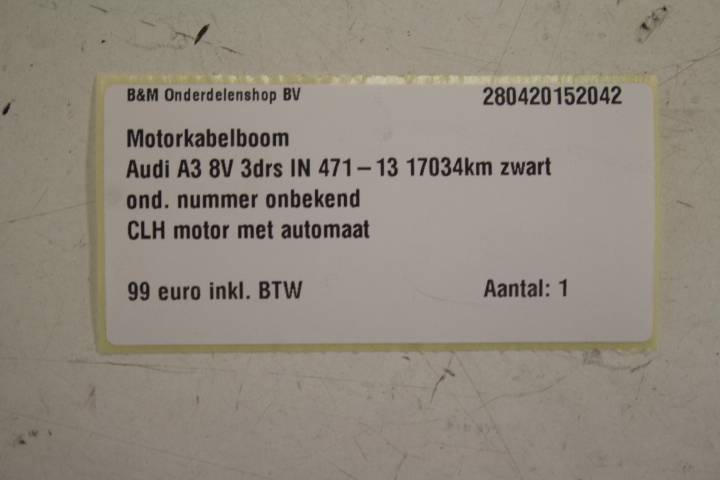 B&M Onderdelenshop BV 280420152042
Motorkabelboom
Audi A3 8V 3drs IN 471-13 17034km zwart
ond. nummer onbekend
CLH motor met automaat
99 euro inkl. BTW Aantal: 1